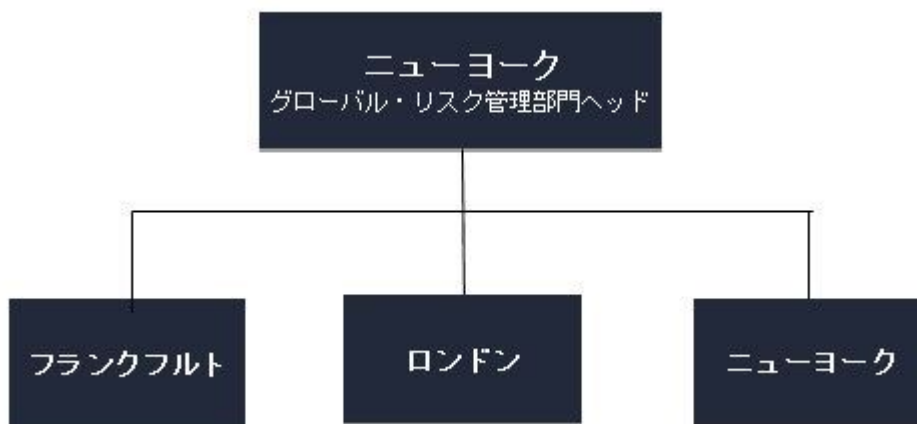 ニューヨーク
グローバル・リスク管理部門ヘッド
フランクフルト
ロンドン
ニューヨーク